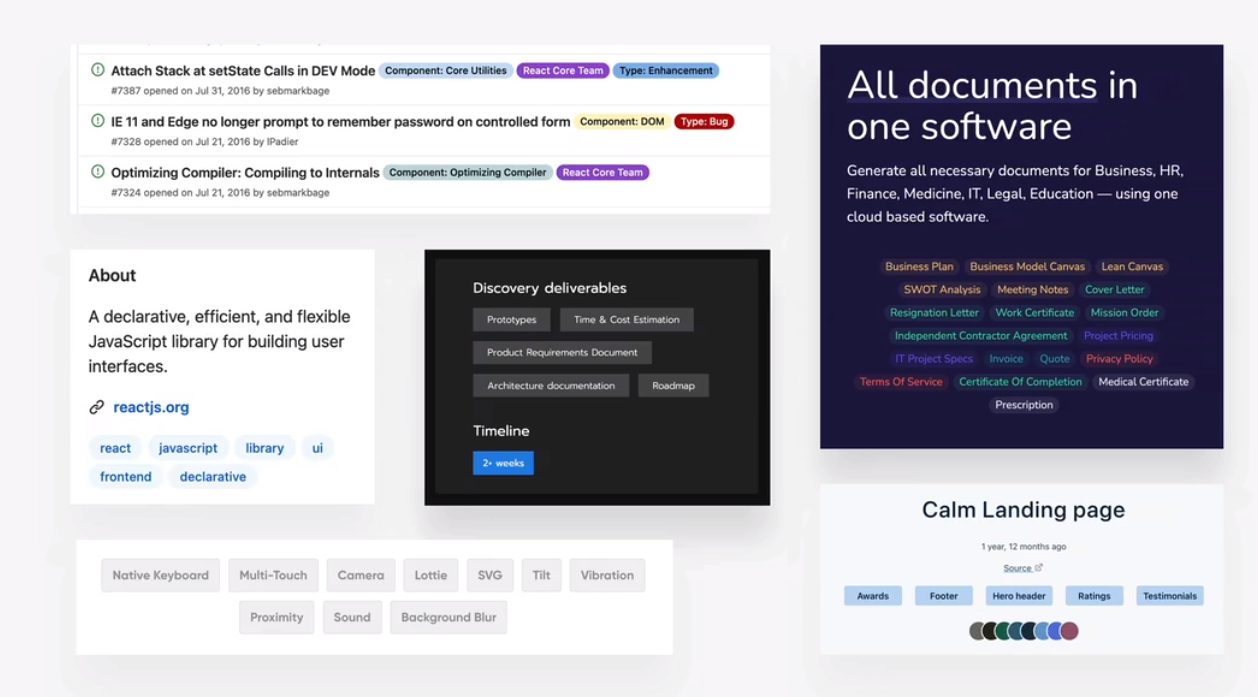 Attach Stack at setState Calls in DEV Mode Component: Core Utilities React Core Team Type: Enhancement
#7387 opened on Jul 31, 2016 by sebmarkbage
IE 11 and Edge no longer prompt to remember password on controlled form Component: DOM Type: Bug
#7328 opened on Jul 21, 2016 by IPadier
Optimizing Compiler: Compiling to Internals Component: Optimizing Compiler React Core Team
#7324 opened on Jul 21, 2016 by sebmarkbage
All documents in
one software
Generate all necessary documents for Business, HR,
Finance, Medicine, IT, Legal, Education — using one
cloud based software.
Business Plan Business Model Canvas Lean Canvas
SWOT Analysis Meeting Notes Cover Letter
Resignation Letter Work Certificate Mission Order
Independent Contractor Agreement Project Pricing
IT Project Specs Invoice Quote Privacy Policy
Terms Of Service Certificate Of Completion Medical Certificate
Prescription
About
A declarative, efficient, and flexible
JavaScript library for building user
interfaces.
reactjs.org
react javascript library ui
frontend declarative
Discovery deliverables
Prototypes Time & Cost Estimation
Product Requirements Document
Architecture documentation Roadmap
Timeline
2+ weeks
Calm Landing page
1 year, 12 months ago
Source
Awards Footer Hero header Ratings Testimonials
Native Keyboard Multi-Touch Camera Lottie SVG Tilt Vibration
Proximity Sound Background Blur